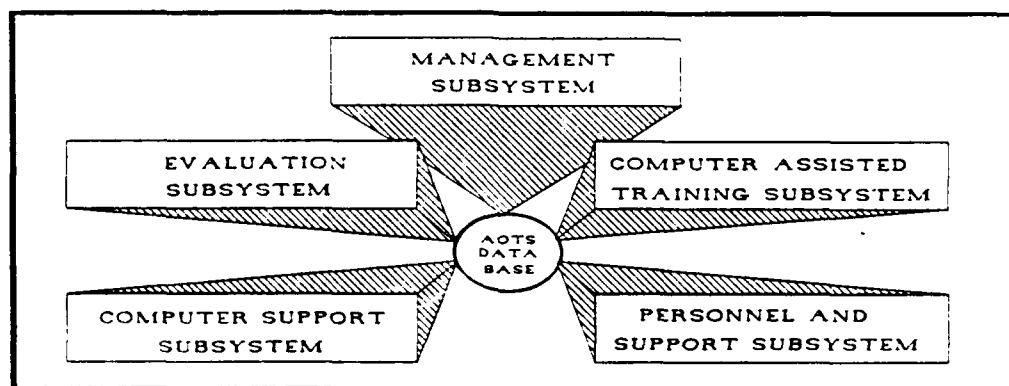 MANAGEMENT
SUBSYSTEM
EVALUATION
SUBSYSTEM
COMPUTER ASSISTED
TRAINING SUBSYSTEM
AOTS
DATA
BASE
COMPUTER SUPPORT
SUBSYSTEM
PERSONNEL AND
SUPPORT SUBSYSTEM